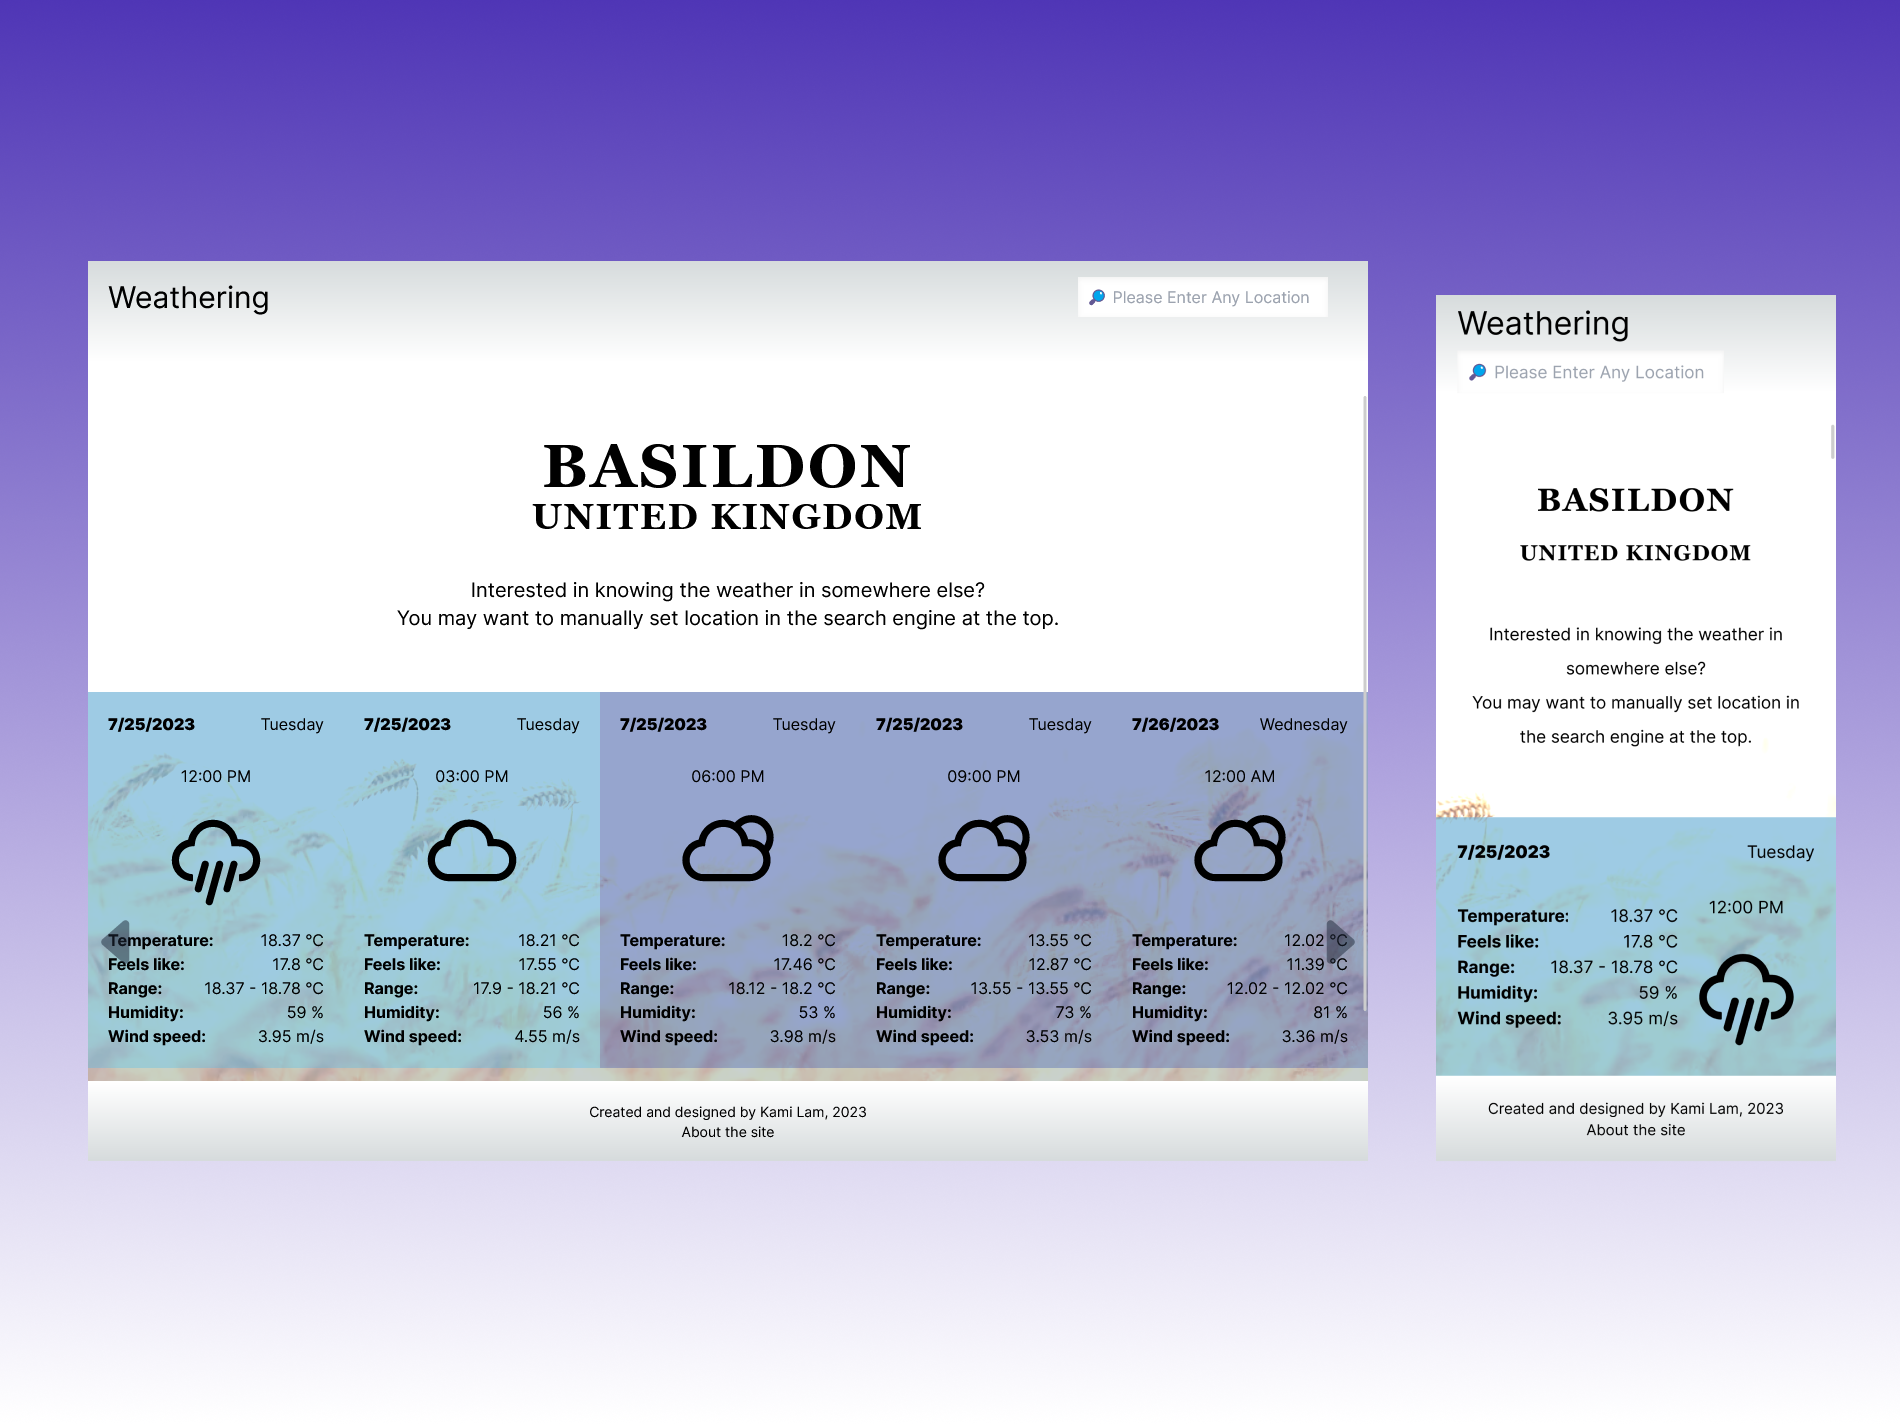 Weathering
🔎 Please Enter Any Location
BASILDON
UNITED KINGDOM
Interested in knowing the weather in somewhere else?
You may want to manually set location in the search engine at the top.
7/25/2023 Tuesday
12:00 PM
Temperature: 18.37 °C
Feels like: 17.8 °C
Range: 18.37 - 18.78 °C
Humidity: 59 %
Wind speed: 3.95 m/s
7/25/2023 Tuesday
03:00 PM
Temperature: 18.21 °C
Feels like: 17.55 °C
Range: 17.9 - 18.21 °C
Humidity: 56 %
Wind speed: 4.55 m/s
7/25/2023 Tuesday
06:00 PM
Temperature: 18.2 °C
Feels like: 17.46 °C
Range: 18.12 - 18.2 °C
Humidity: 53 %
Wind speed: 3.98 m/s
7/25/2023 Tuesday
09:00 PM
Temperature: 13.55 °C
Feels like: 12.87 °C
Range: 13.55 - 13.55 °C
Humidity: 73 %
Wind speed: 3.53 m/s
7/26/2023 Wednesday
12:00 AM
Temperature: 12.02 °C
Feels like: 11.39 °C
Range: 12.02 - 12.02 °C
Humidity: 81 %
Wind speed: 3.36 m/s
Created and designed by Kami Lam, 2023
About the site
Weathering
🔎 Please Enter Any Location
BASILDON
UNITED KINGDOM
Interested in knowing the weather in
somewhere else?
You may want to manually set location in
the search engine at the top.
7/25/2023 Tuesday
12:00 PM
Temperature: 18.37 °C
Feels like: 17.8 °C
Range: 18.37 - 18.78 °C
Humidity: 59 %
Wind speed: 3.95 m/s
Created and designed by Kami Lam, 2023
About the site